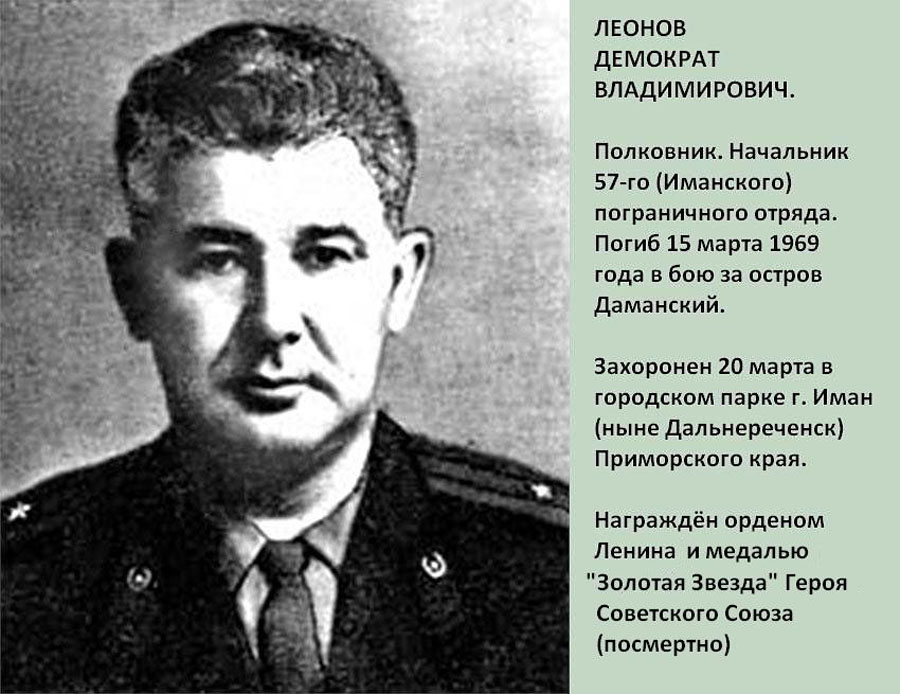 ЛЕОНОВ
ДЕМОКРАТ
ВЛАДИМИРОВИЧ.
Полковник. Начальник
57-го (Иманского)
пограничного отряда.
Погиб 15 марта 1969
года в бою за остров
Даманский.
Захоронен 20 марта в
городском парке г. Иман
(ныне Дальнереченск)
Приморского края.
Награждён орденом
Ленина и медалью
"Золотая Звезда" Героя
Советского Союза
(посмертно)